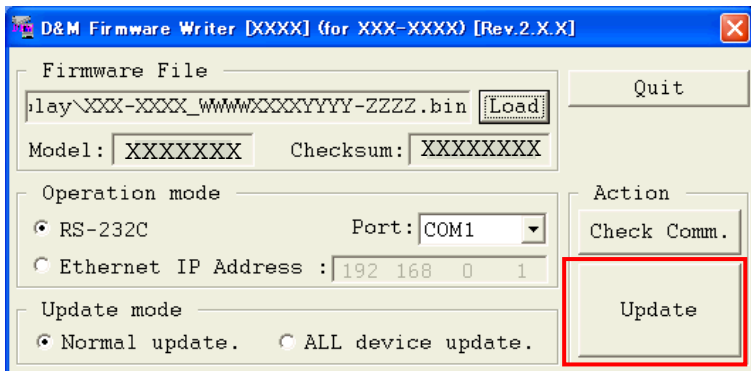 D&M Firmware Writer [XXXX] (for XXX-XXXX) [Rev.2.X.X]
Firmware File
lay\XXX-XXXX_WWWWXXXXYYYY-ZZZZ.bin Load
Quit
Model: XXXXXXX Checksum: XXXXXXXX
Operation mode
RS-232C Port: COM1
Ethernet IP Address : 192 168 0 1
Action
Check Comm.
Update
Update mode
Normal update. ALL device update.